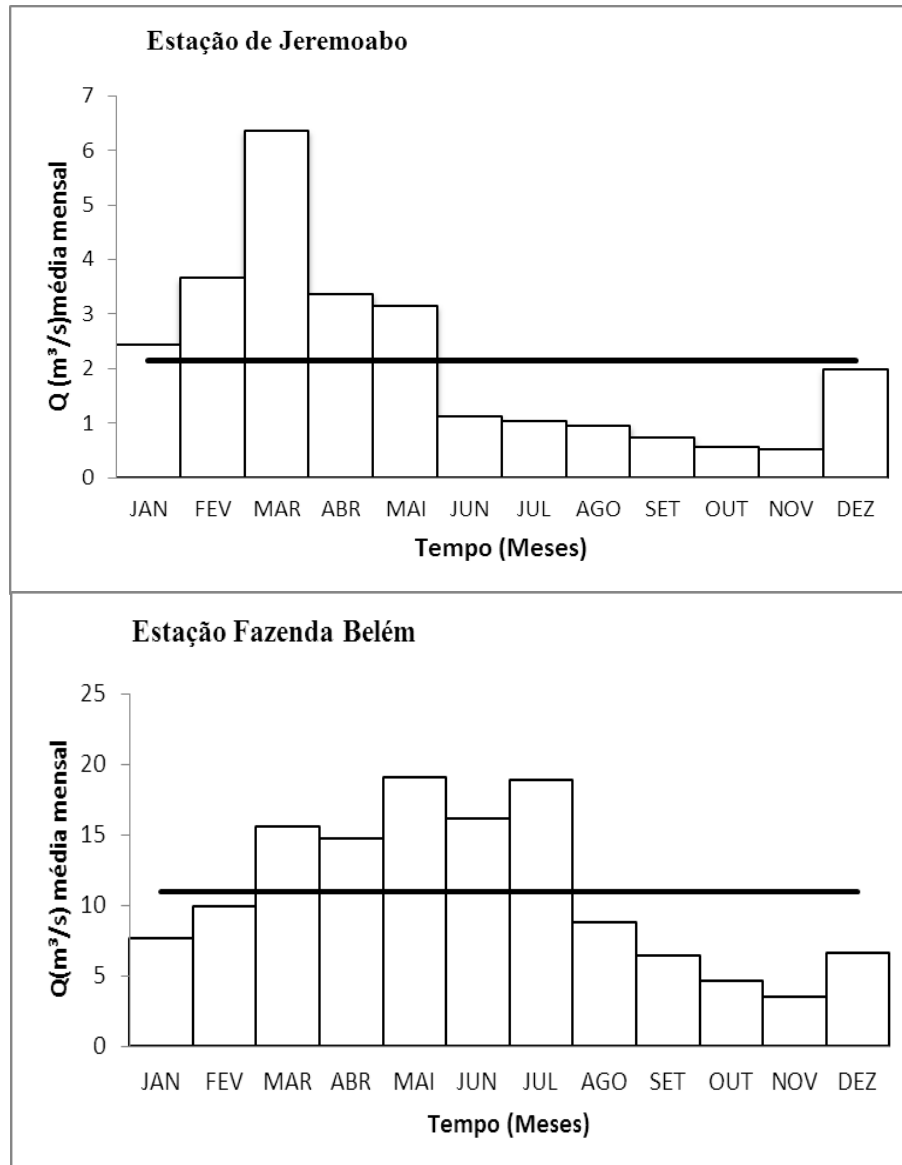 Estação de Jeremoabo
7
6
5
4
3
2
1
0
Q (m³/s)média mensal
JAN FEV MAR ABR MAI JUN JUL AGO SET OUT NOV DEZ
Tempo (Meses)
Estação Fazenda Belém
25
20
15
10
5
0
Q(m³/s) média mensal
JAN FEV MAR ABR MAI JUN JUL AGO SET OUT NOV DEZ
Tempo (Meses)